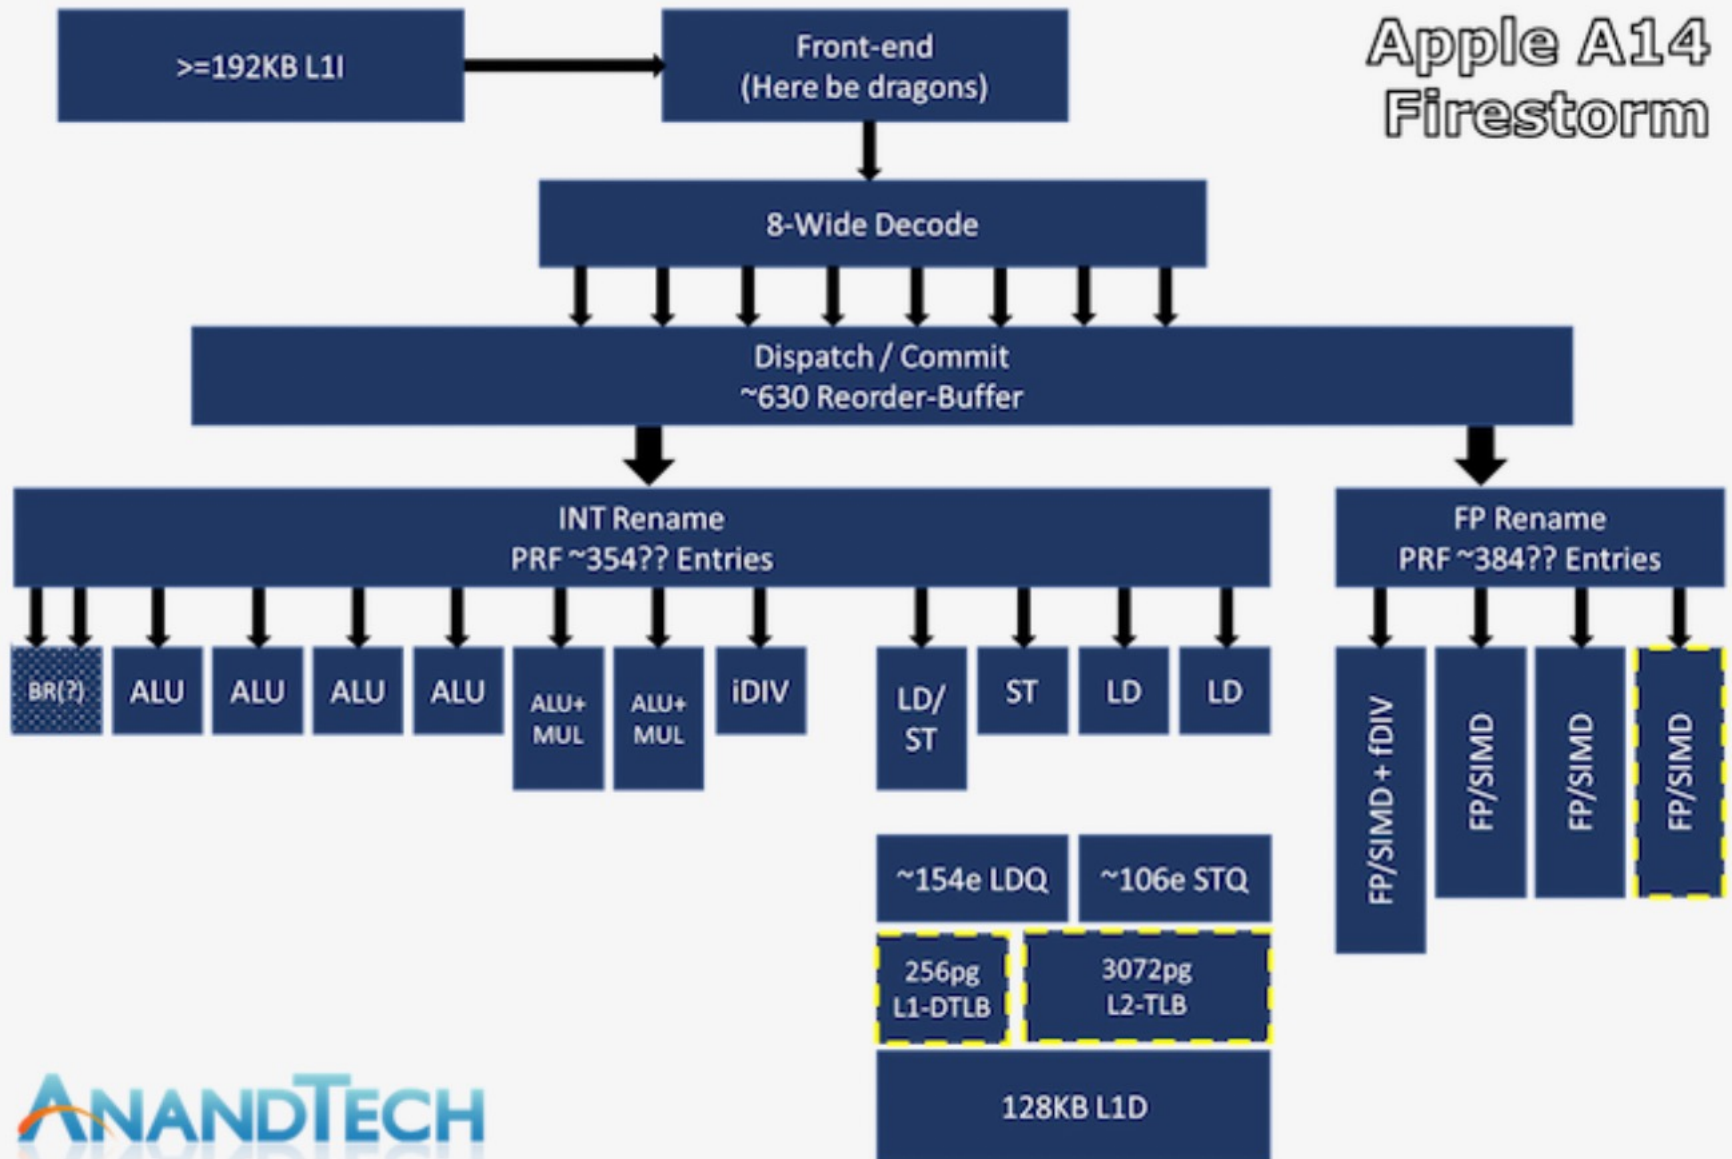 Apple A14
Firestorm
>=192KB L1I
Front-end
(Here be dragons)
8-Wide Decode
Dispatch / Commit
~630 Reorder-Buffer
INT Rename
PRF ~354?? Entries
FP Rename
PRF ~384?? Entries
BR(?)
ALU
ALU
ALU
ALU
ALU+
MUL
ALU+
MUL
iDIV
LD/
ST
ST
LD
LD
FP/SIMD + fDIV
FP/SIMD
FP/SIMD
FP/SIMD
~154e LDQ
~106e STQ
256pg
L1-DTLB
3072pg
L2-TLB
128KB L1D
ANANDTECH